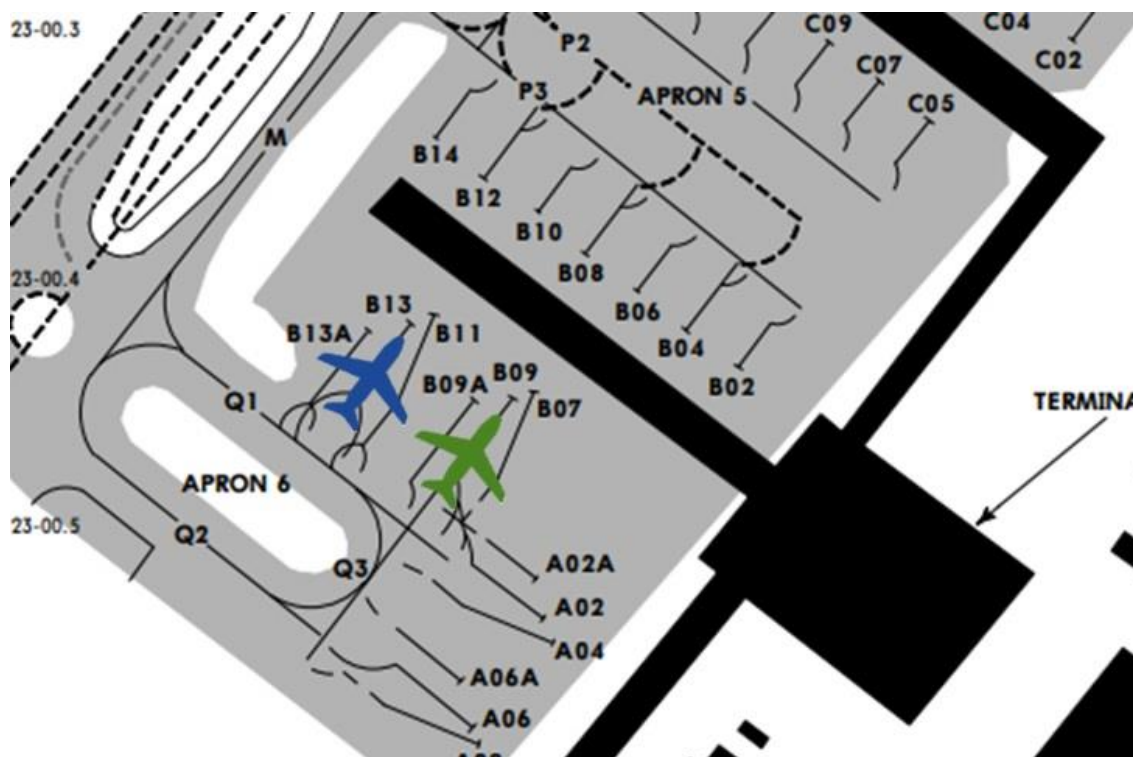 23-00.3
C09
C04
P2
C02
C07
P3
APRON 5
C05
M
B14
B12
B10
B08
23-00.4
B13
B06
B13A
B11
B04
B09A
B09
B02
Q1
B07
TERMINA
APRON 6
23-00.5
Q2
Q3
A02A
A02
A04
A06A
A06